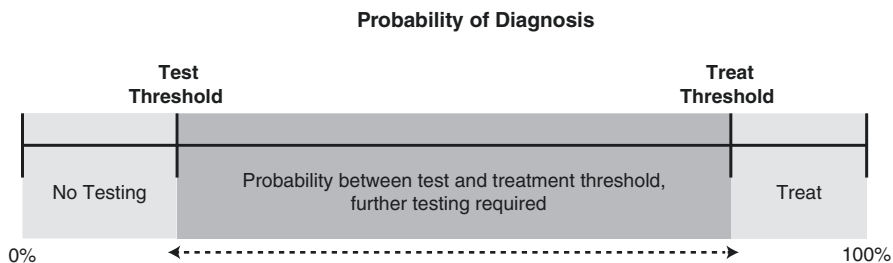 Probability of Diagnosis
Test
Threshold
Treat
Threshold
No Testing
Probability between test and treatment threshold,
further testing required
Treat
0%
100%